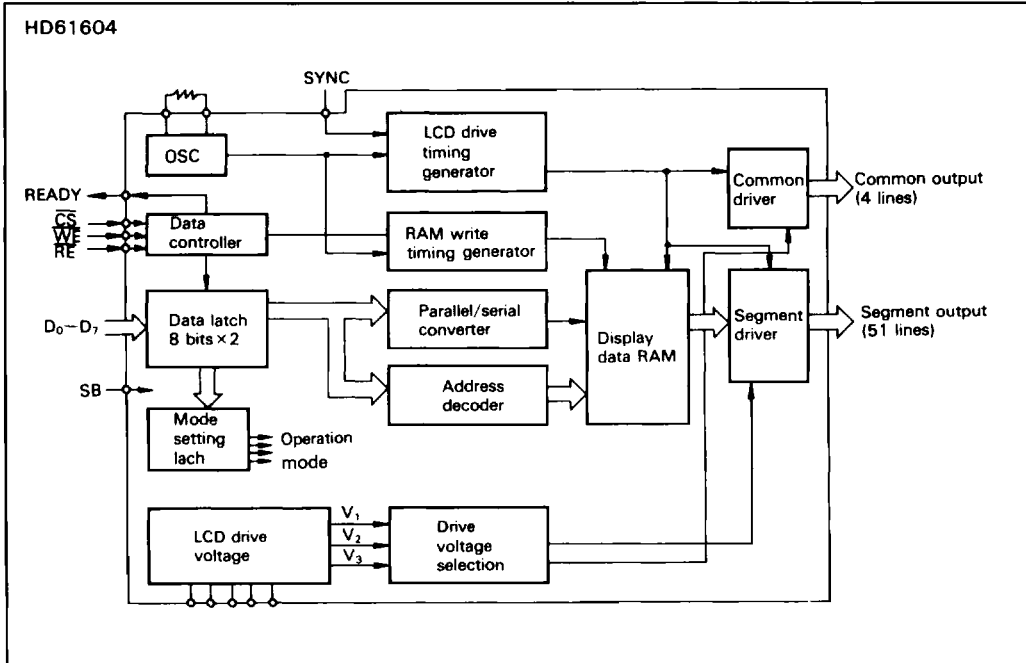 HD61604
SYNC
OSC
LCD drive
timing
generator
Common
driver
Common output
(4 lines)
READY
CS
WE
RE
Data
controller
RAM write
timing generator
D₀–D₇
Data latch
8 bits × 2
Parallel/serial
converter
Display
data RAM
Segment
driver
Segment output
(51 lines)
SB
Address
decoder
Mode
setting
lach
Operation
mode
LCD drive
voltage
V₁
V₂
V₃
Drive
voltage
selection